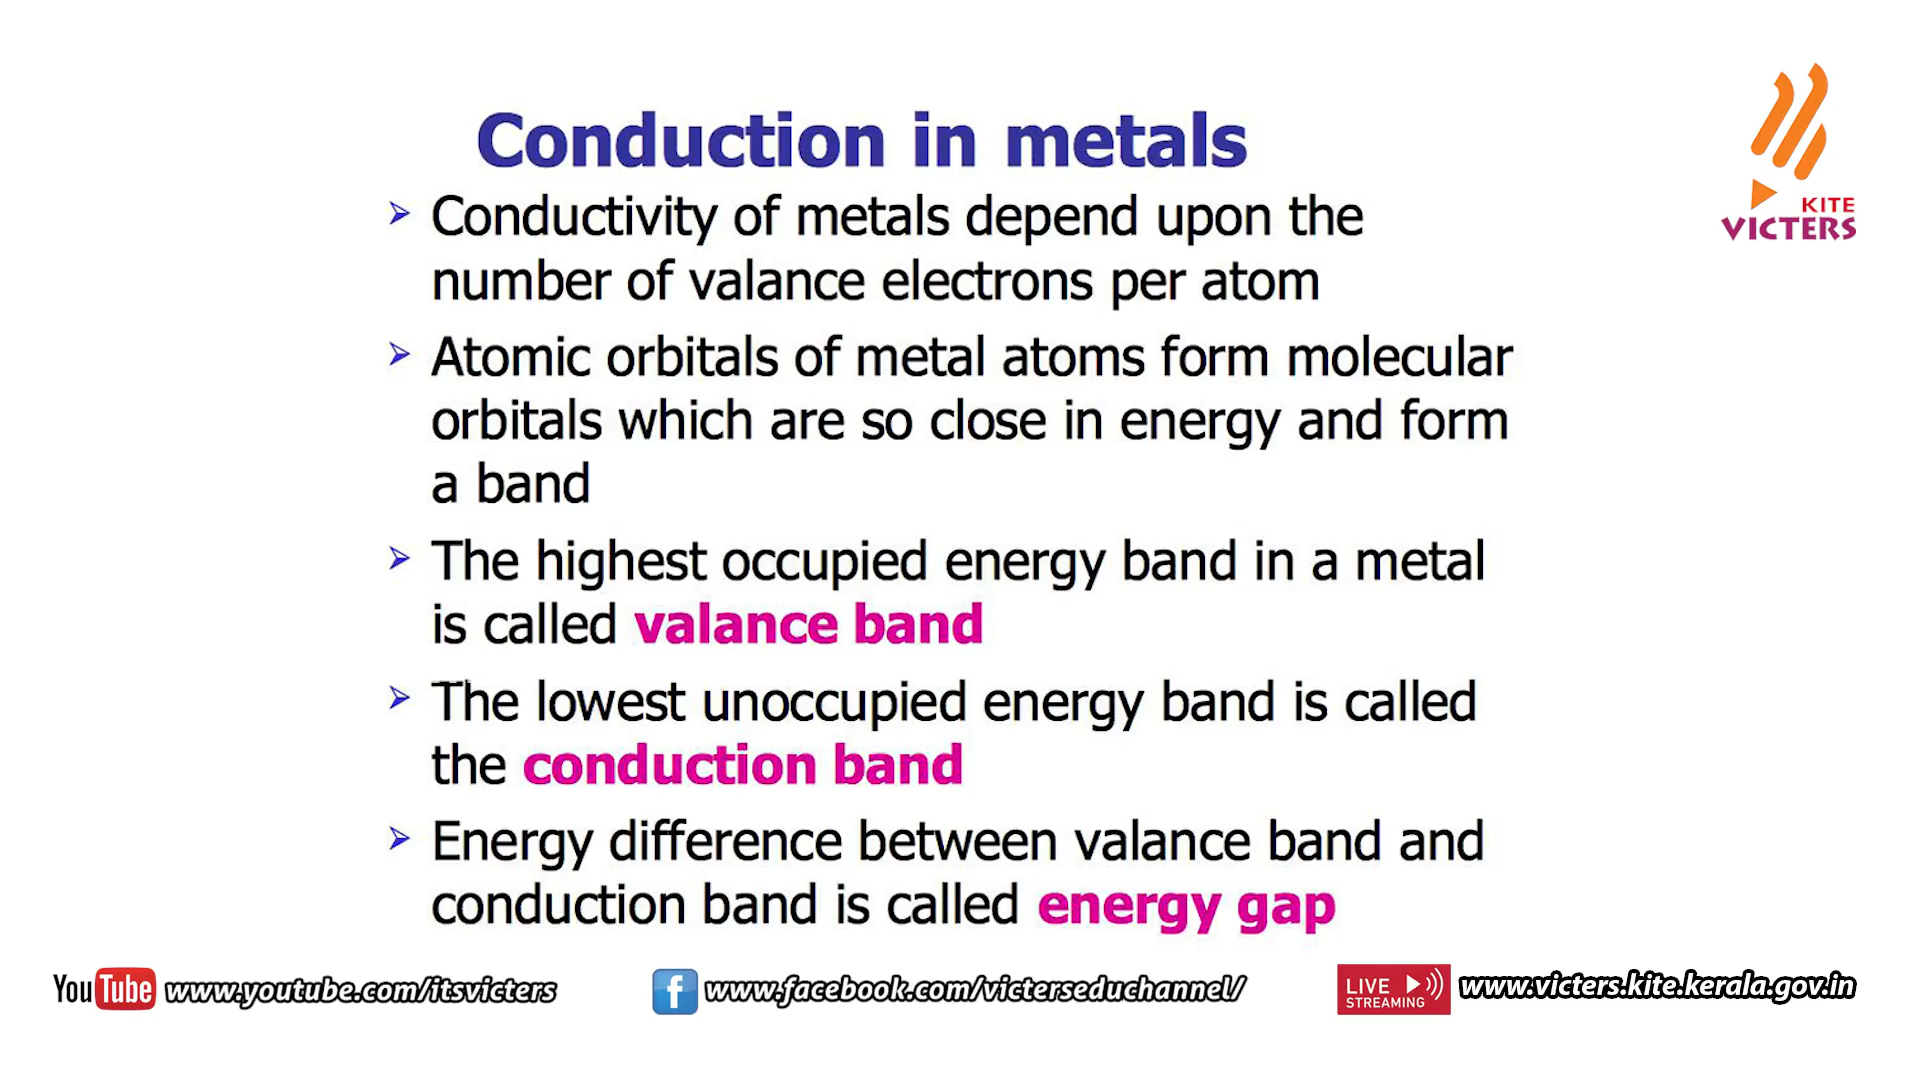 Conduction in metals
KITE
VICTERS
➢ Conductivity of metals depend upon the
number of valance electrons per atom
➢ Atomic orbitals of metal atoms form molecular
orbitals which are so close in energy and form
a band
➢ The highest occupied energy band in a metal
is called valance band
➢ The lowest unoccupied energy band is called
the conduction band
➢ Energy difference between valance band and
conduction band is called energy gap
YouTube www.youtube.com/itsvicters
f www.facebook.com/victerseduchannel/
LIVE
STREAMING
www.victers.kite.kerala.gov.in